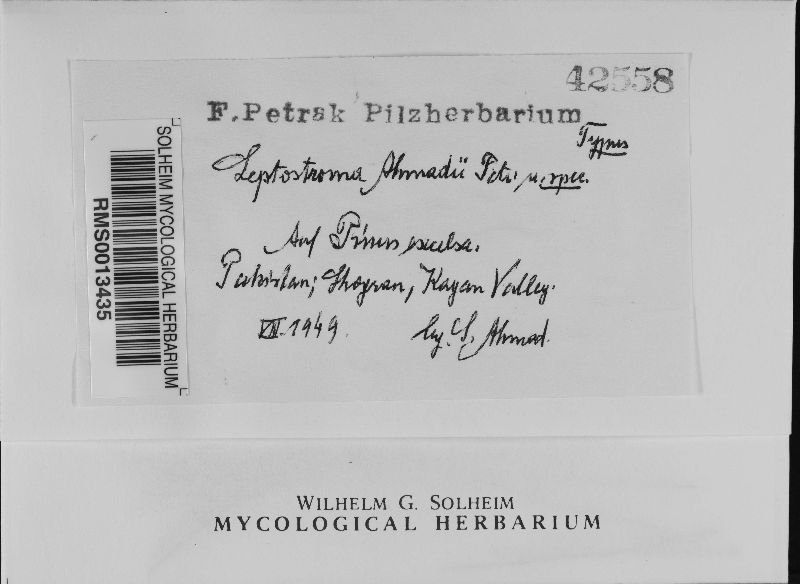 42558
F. Petrak Pilzherbarium
Typus
Leptostroma Ahmadii Petr. n. spec.
Auf Pinus excelsa.
Pakistan; Shogran, Kagan Valley.
VII. 1949. leg. S. Ahmad.
SOLHEIM MYCOLOGICAL HERBARIUM
RMS0013435
WILHELM G. SOLHEIM
MYCOLOGICAL HERBARIUM